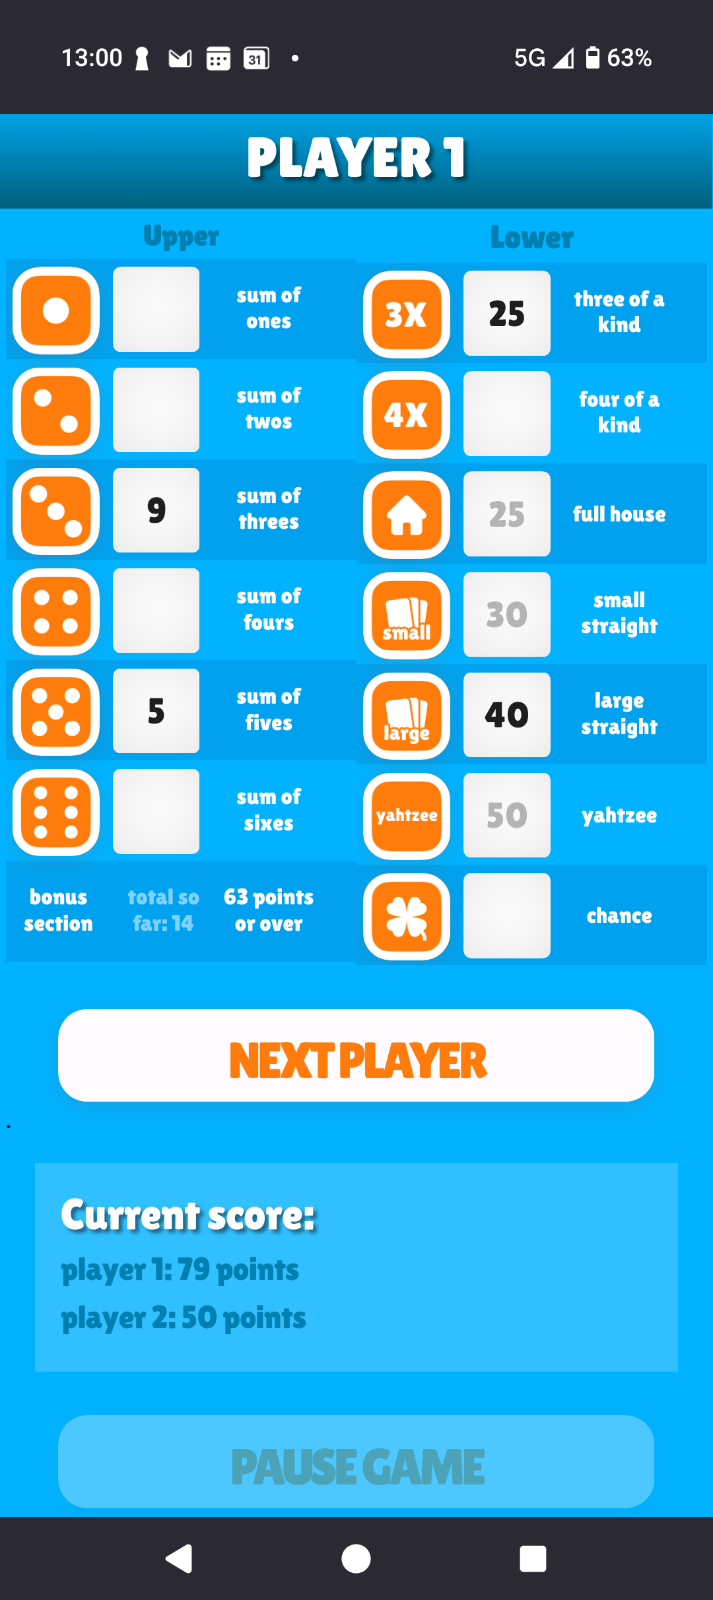 13:00 31 5G 63%
PLAYER 1
Upper
sum of
ones
sum of
twos
9 sum of
threes
sum of
fours
5 sum of
fives
sum of
sixes
bonus
section
total so
far: 14
63 points
or over
Lower
3X 25 three of a
kind
4X four of a
kind
25 full house
small 30 small
straight
large 40 large
straight
yahtzee 50 yahtzee
chance
NEXT PLAYER
Current score:
player 1: 79 points
player 2: 50 points
PAUSE GAME